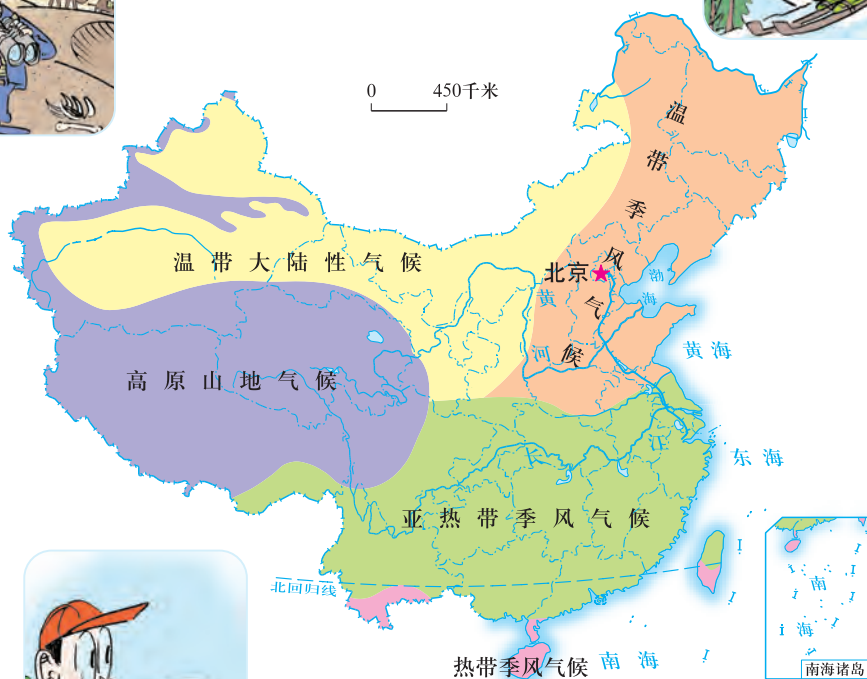 0 450千米
温带季风气候
北京
渤海
黄河
温带大陆性气候
黄海
高原山地气候
长江
东海
亚热带季风气候
北回归线
南海
热带季风气候
南海
南海诸岛